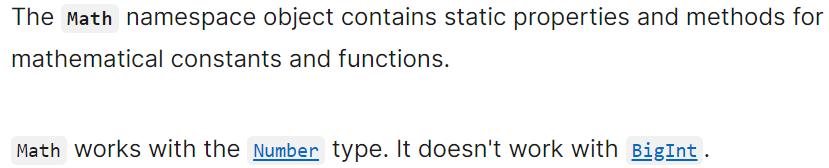 The Math namespace object contains static properties and methods for
mathematical constants and functions.
Math works with the Number type. It doesn't work with BigInt.